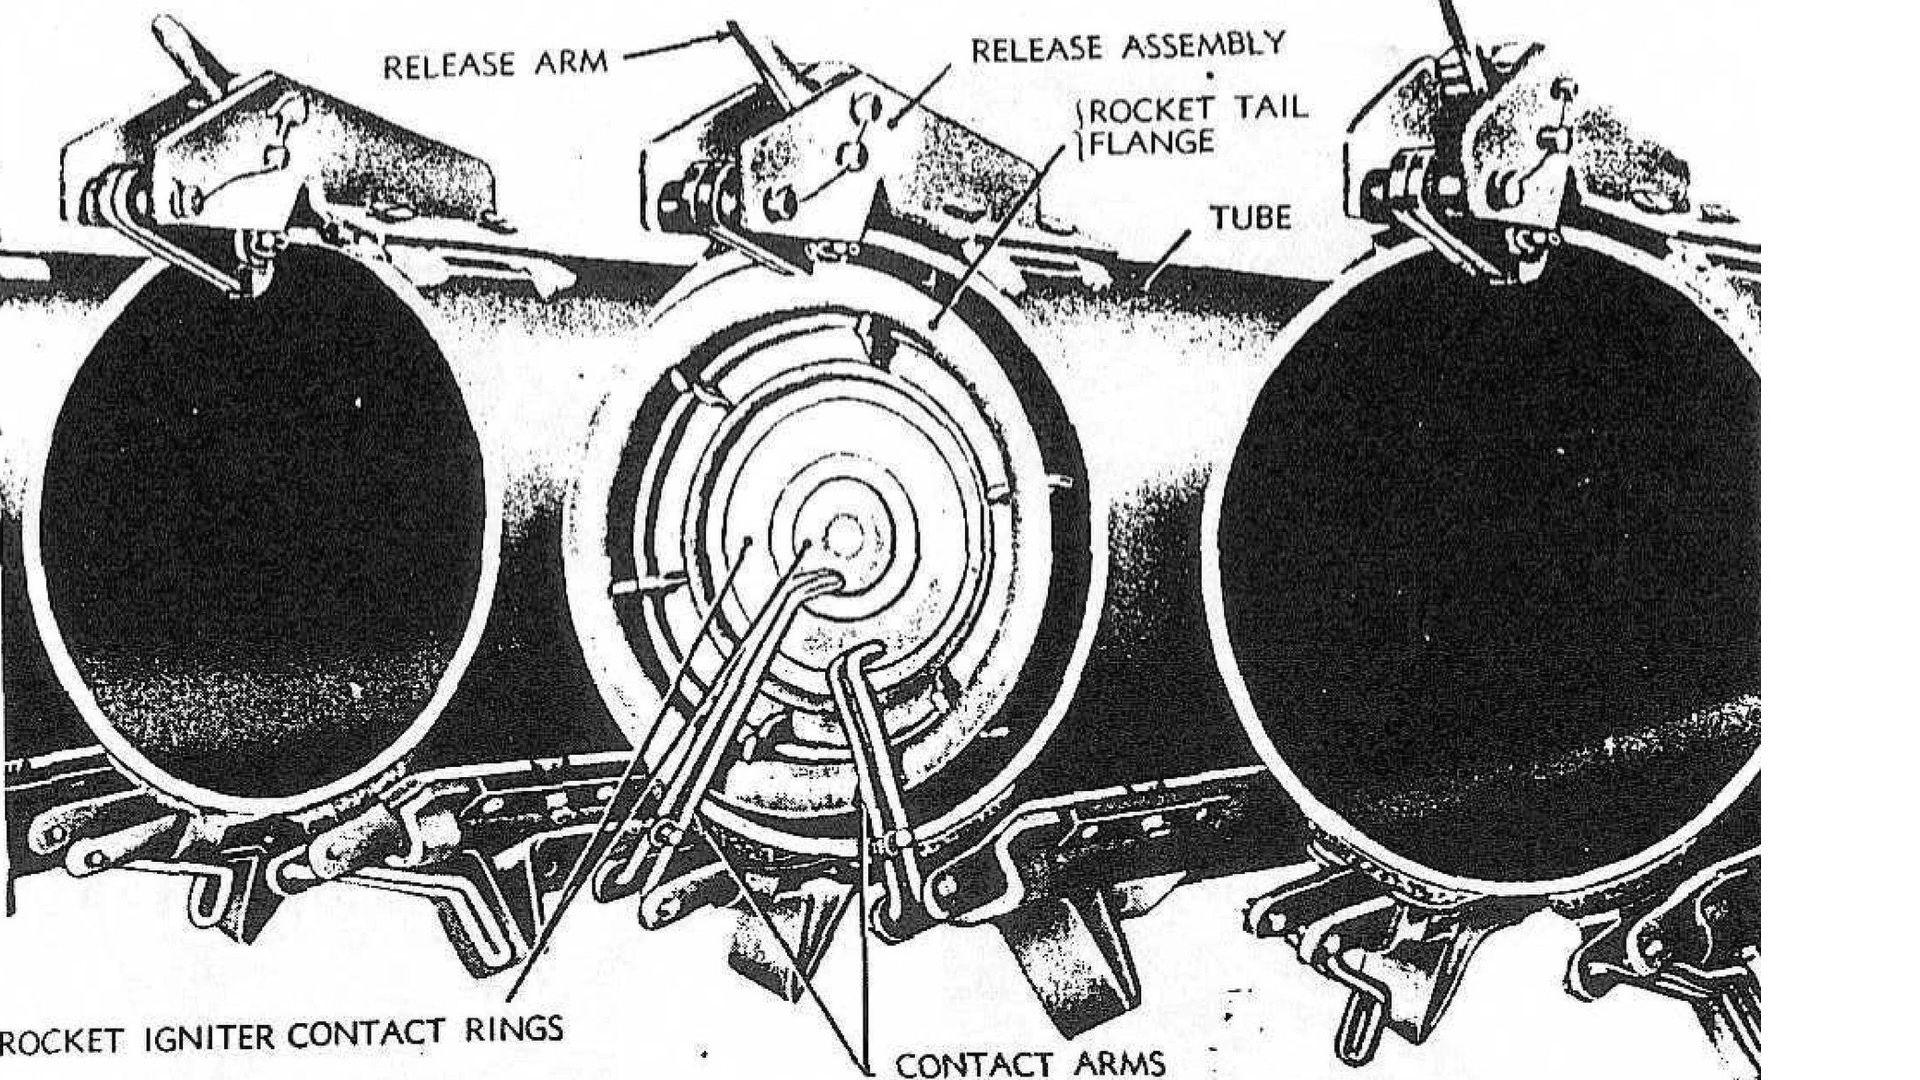 RELEASE ARM
RELEASE ASSEMBLY
ROCKET TAIL
FLANGE
TUBE
ROCKET IGNITER CONTACT RINGS
CONTACT ARMS